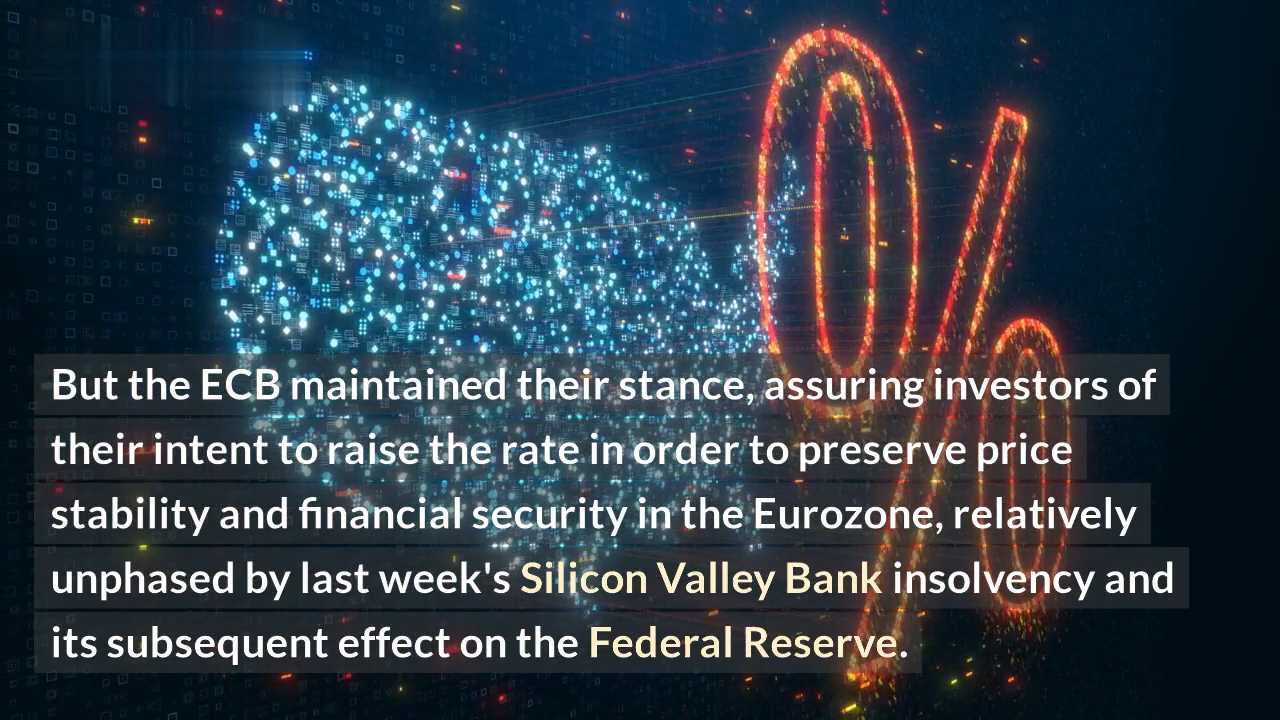 But the ECB maintained their stance, assuring investors of
their intent to raise the rate in order to preserve price
stability and financial security in the Eurozone, relatively
unphased by last week's Silicon Valley Bank insolvency and
its subsequent effect on the Federal Reserve.